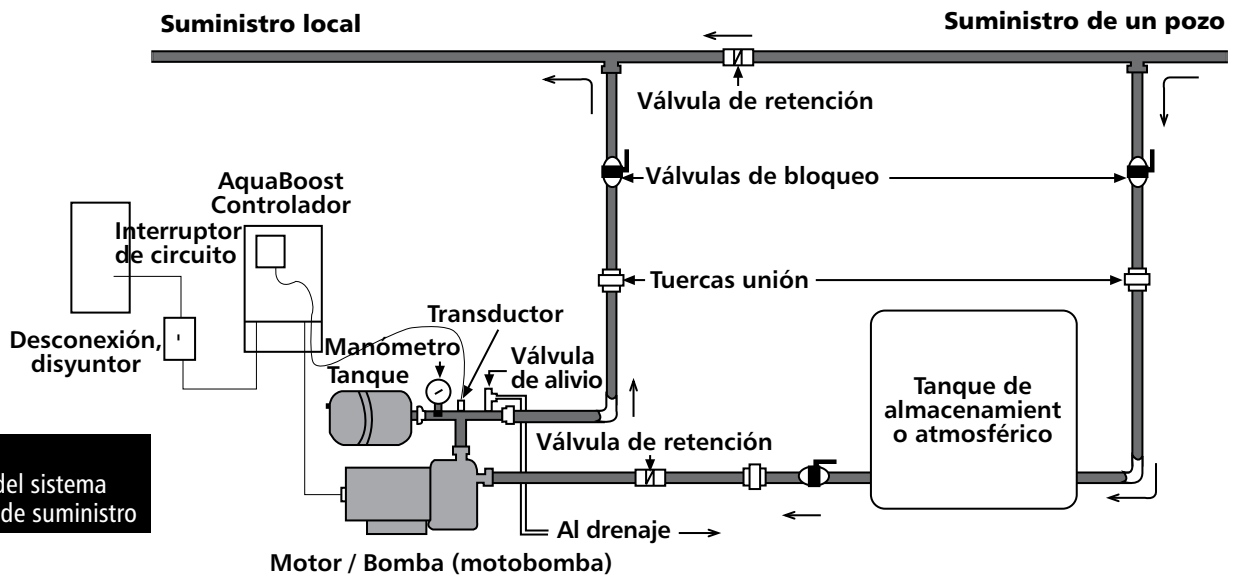 Suministro local
Suministro de un pozo
Válvula de retención
AquaBoost
Controlador
Válvulas de bloqueo
Interruptor
de circuito
Tuercas unión
Transductor
Desconexión,
disyuntor
Manómetro
Tanque
Válvula
de alivio
Tanque de
almacenamient
o atmosférico
Válvula de retención
del sistema
de suministro
Al drenaje
Motor / Bomba (motobomba)